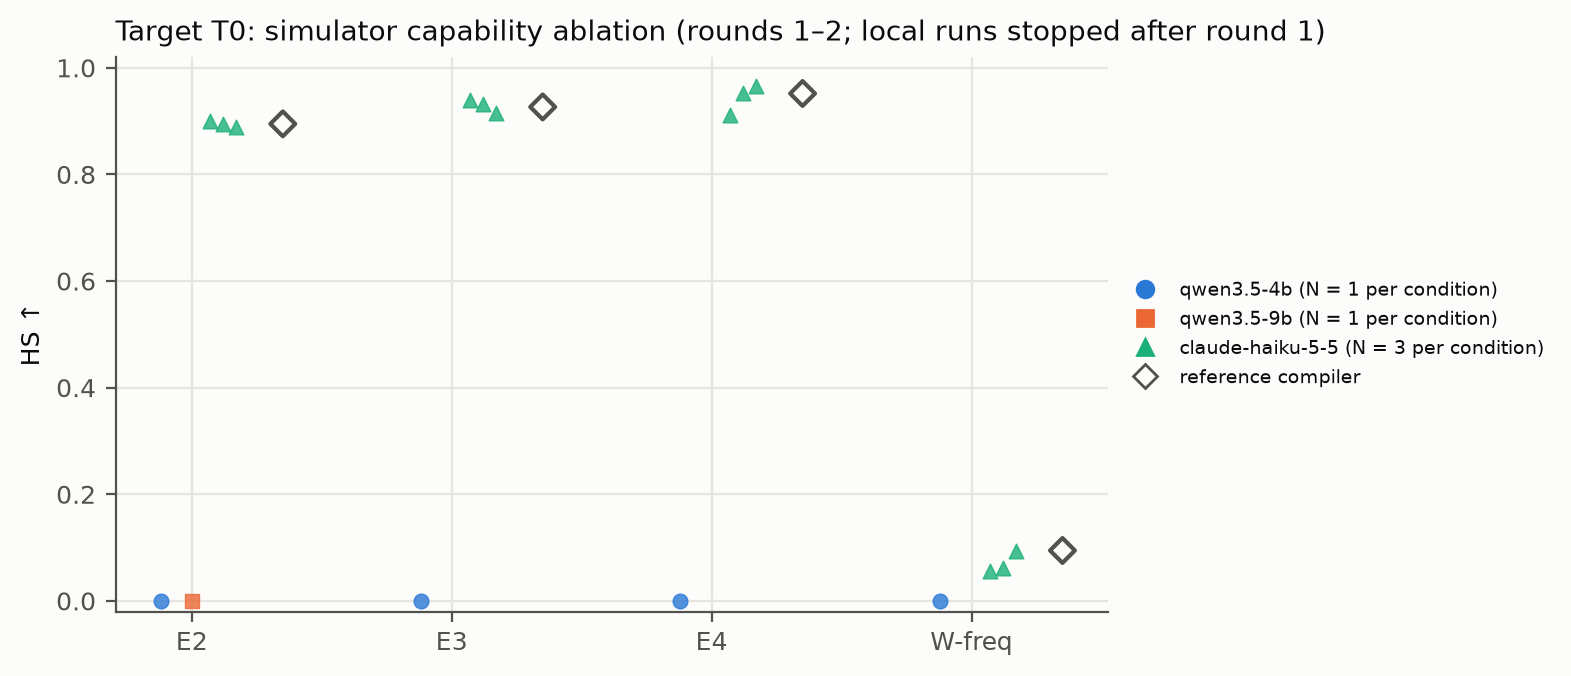 Target T0: simulator capability ablation (rounds 1–2; local runs stopped after round 1)
HS ↑
1.0
0.8
0.6
0.4
0.2
0.0
E2
E3
E4
W-freq
qwen3.5-4b (N = 1 per condition)
qwen3.5-9b (N = 1 per condition)
claude-haiku-5-5 (N = 3 per condition)
reference compiler